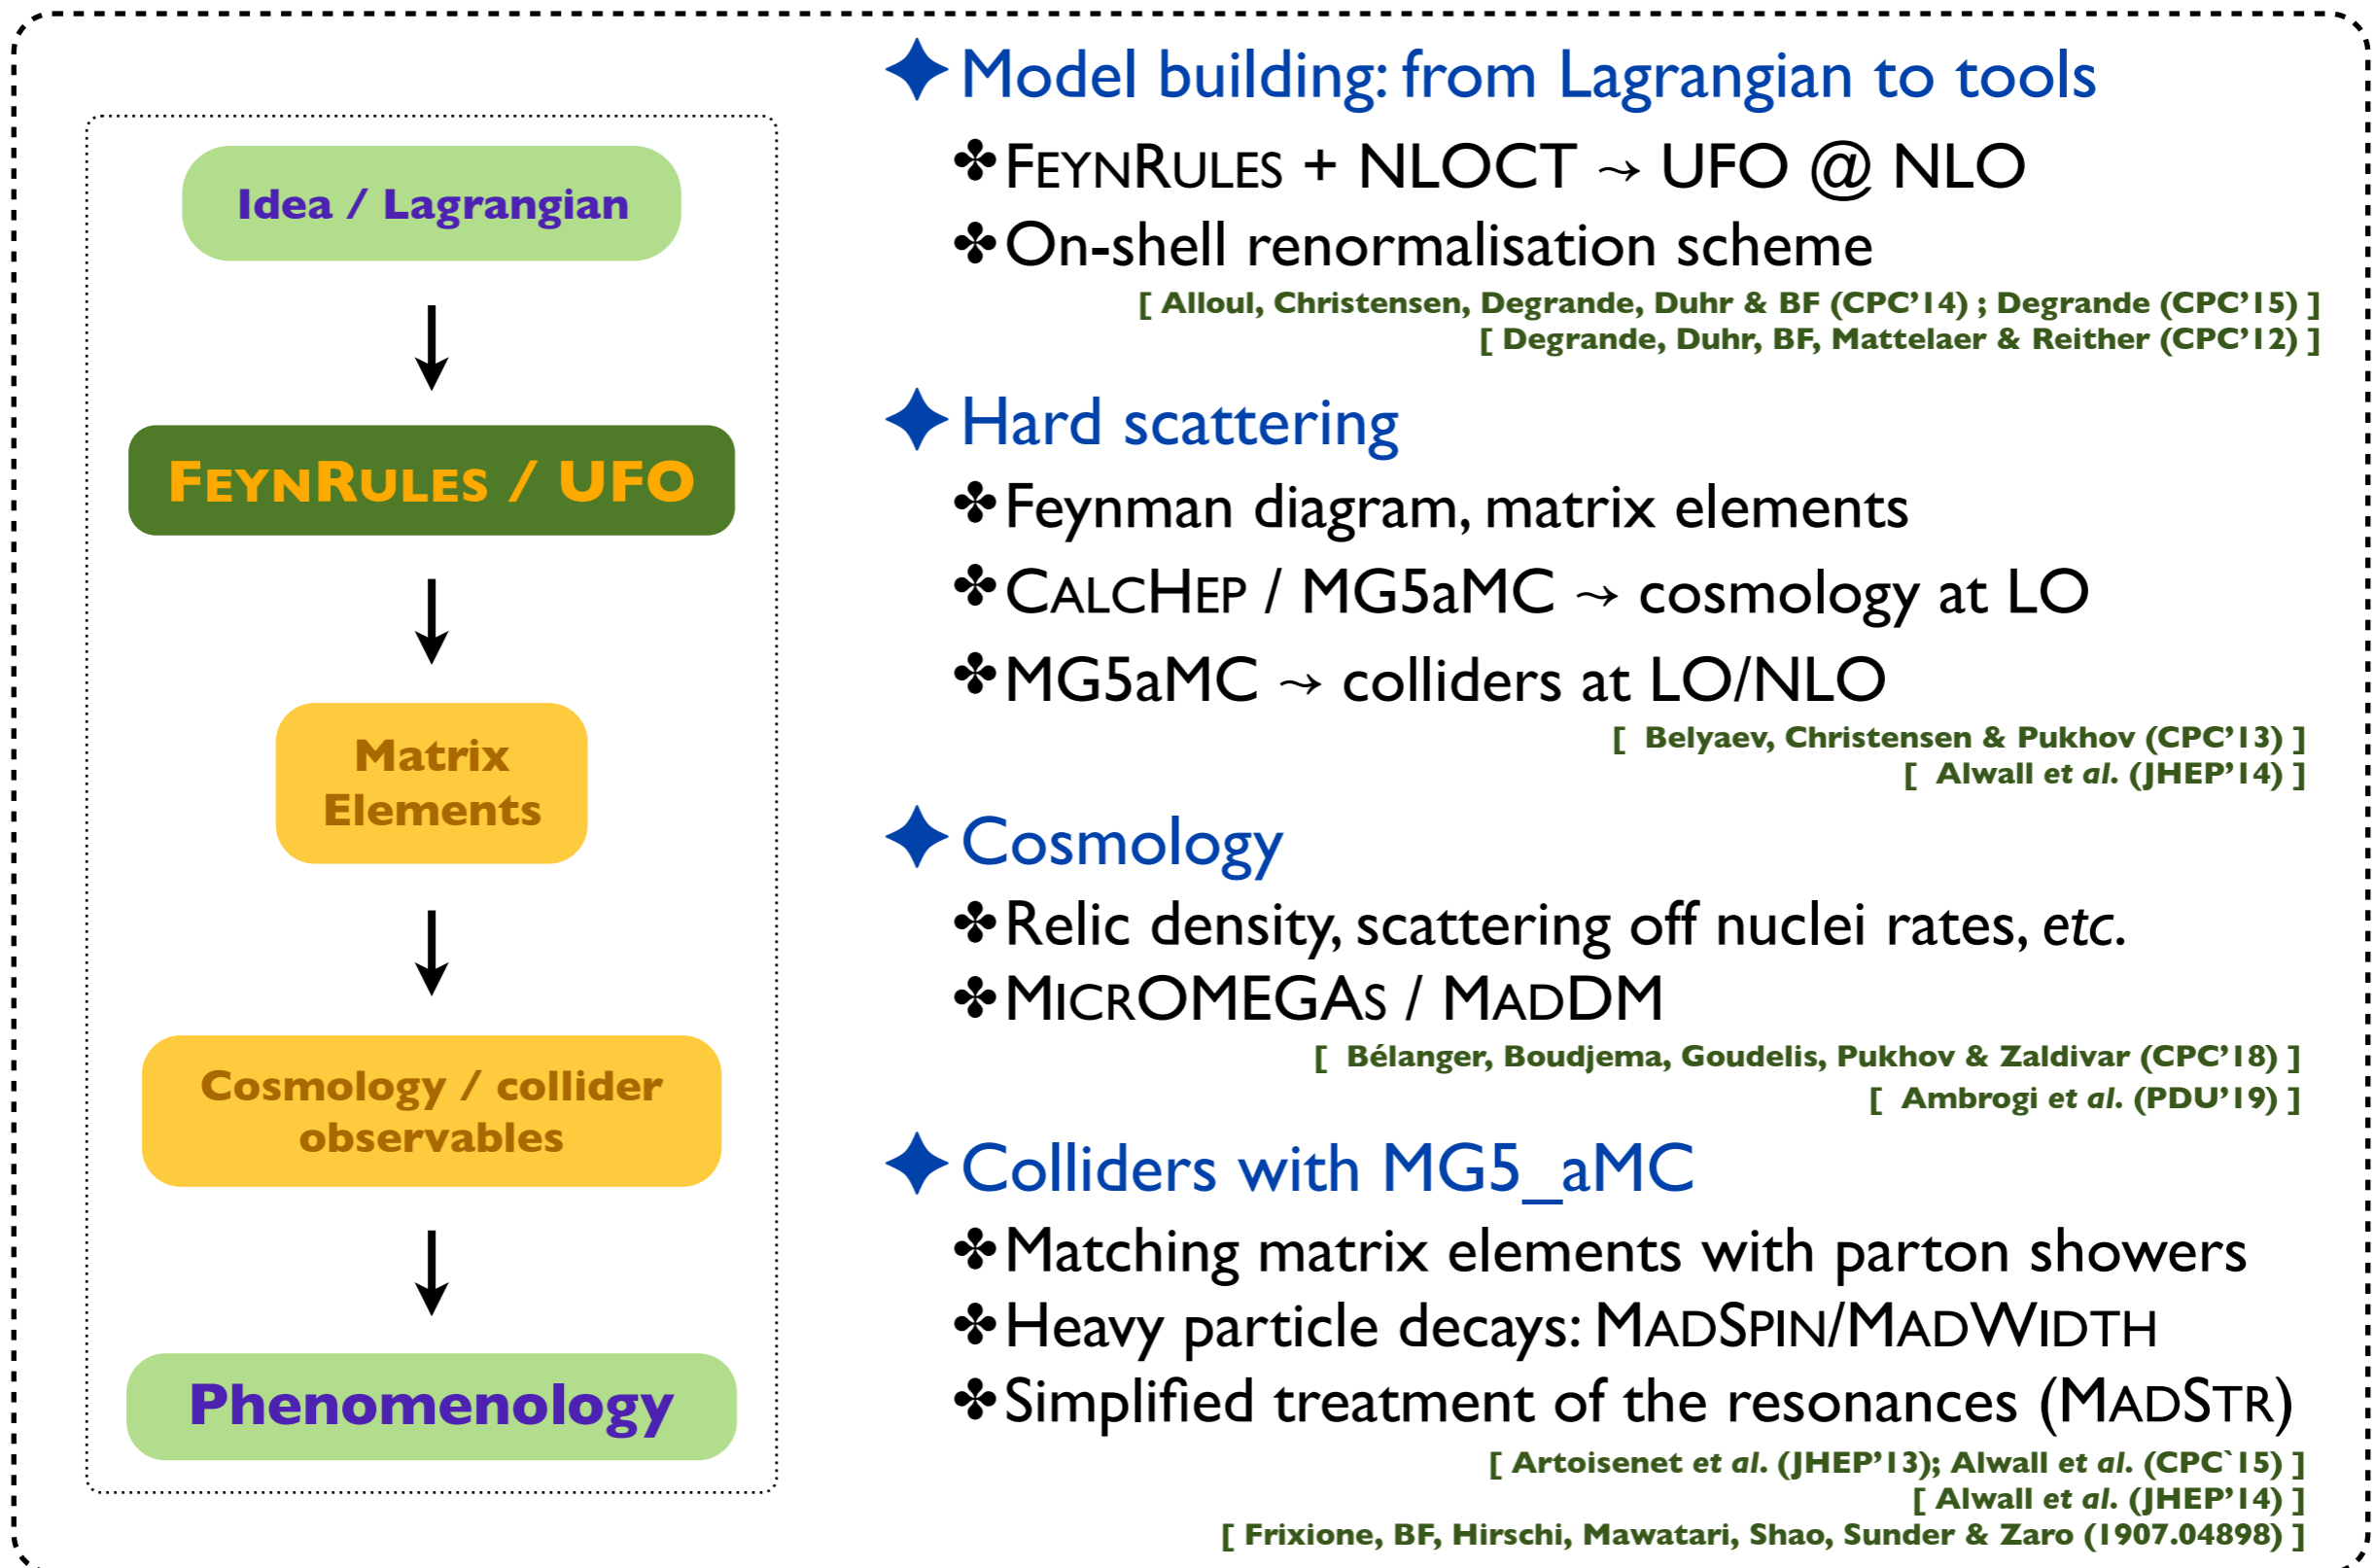 Idea / Lagrangian
FEYNRULES / UFO
Matrix
Elements
Cosmology / collider
observables
Phenomenology
Model building: from Lagrangian to tools
FEYNRULES + NLOCT → UFO @ NLO
On-shell renormalisation scheme
[ Alloul, Christensen, Degrande, Duhr & BF (CPC’14) ; Degrande (CPC’15) ]
[ Degrande, Duhr, BF, Mattelaer & Reither (CPC’12) ]
Hard scattering
Feynman diagram, matrix elements
CALCHEP / MG5aMC → cosmology at LO
MG5aMC → colliders at LO/NLO
[ Belyaev, Christensen & Pukhov (CPC’13) ]
[ Alwall et al. (JHEP’14) ]
Cosmology
Relic density, scattering off nuclei rates, etc.
MICROMEGAS / MADDM
[ Bélanger, Boudjema, Goudelis, Pukhov & Zaldivar (CPC’18) ]
[ Ambrogi et al. (PDU’19) ]
Colliders with MG5_aMC
Matching matrix elements with parton showers
Heavy particle decays: MADSPIN/MADWIDTH
Simplified treatment of the resonances (MADSTR)
[ Artoisenet et al. (JHEP’13); Alwall et al. (CPC`15) ]
[ Alwall et al. (JHEP’14) ]
[ Frixione, BF, Hirschi, Mawatari, Shao, Sunder & Zaro (1907.04898) ]